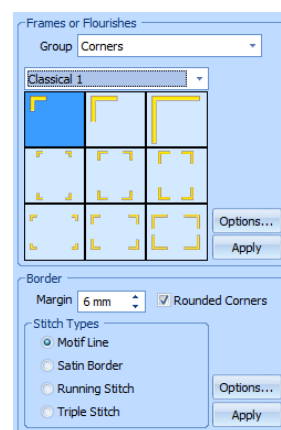 Frames or Flourishes
Group Corners
Classical 1
Options...
Apply
Border
Margin 6 mm Rounded Corners
Stitch Types
Motif Line
Satin Border
Running Stitch Options...
Triple Stitch Apply